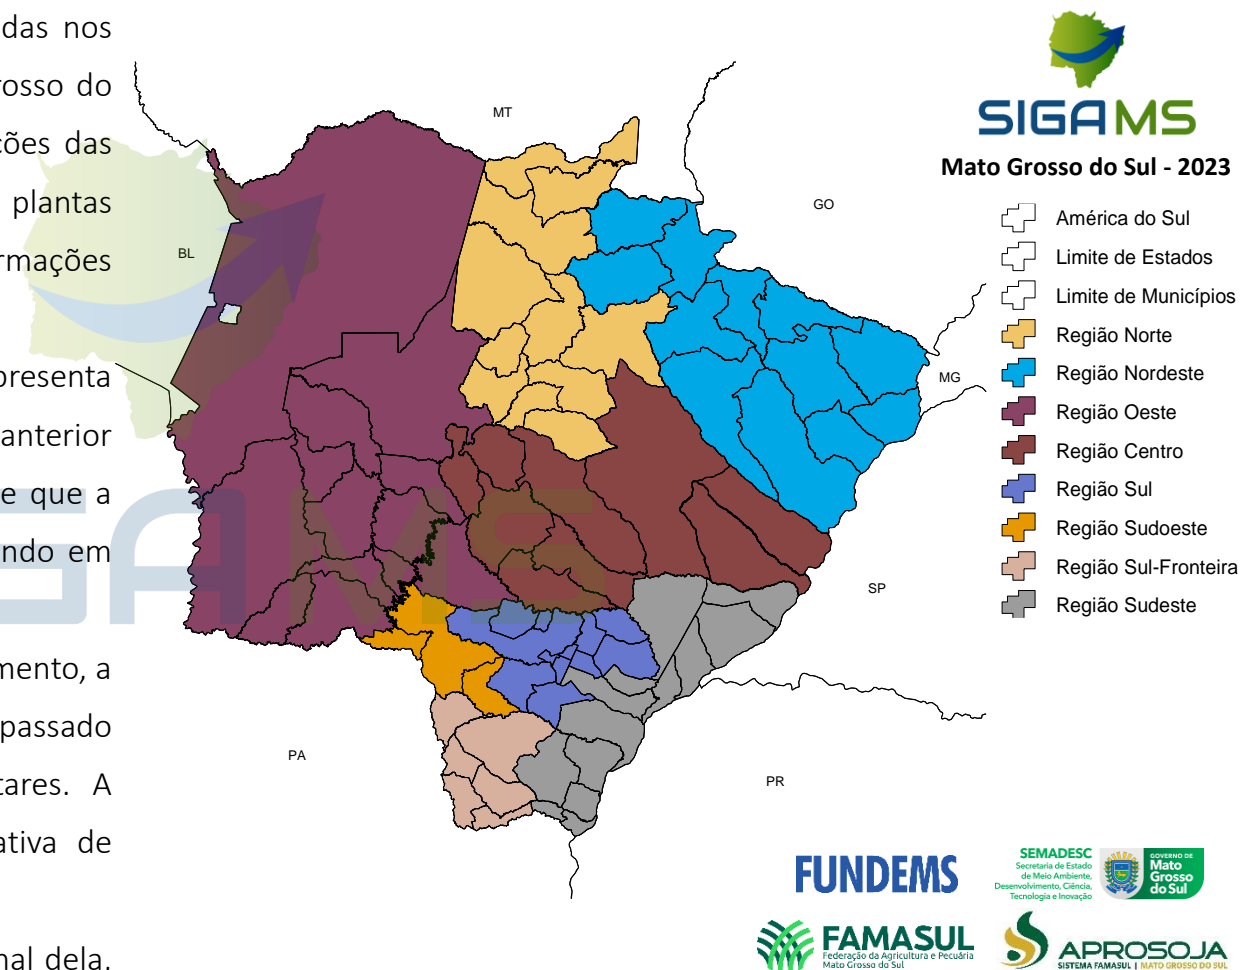 das nos
rosso do
ções das
plantas
rmações
presenta
anterior
e que a
ndo em
mento, a
passado
tares. A
ativa de
nal dela.
MT
GO
BL
MG
SP
PA
PR
SIGAMS
SIGAMS
Mato Grosso do Sul - 2023
América do Sul
Limite de Estados
Limite de Municípios
Região Norte
Região Nordeste
Região Oeste
Região Centro
Região Sul
Região Sudoeste
Região Sul-Fronteira
Região Sudeste
FUNDEMS
SEMADESC
Secretaria de Estado
de Meio Ambiente,
Desenvolvimento, Ciência,
Tecnologia e Inovação
GOVERNO DE
Mato
Grosso
do Sul
FAMASUL
Federação da Agricultura e Pecuária
Mato Grosso do Sul
APROSOJA
SISTEMA FAMASUL | MATO GROSSO DO SUL